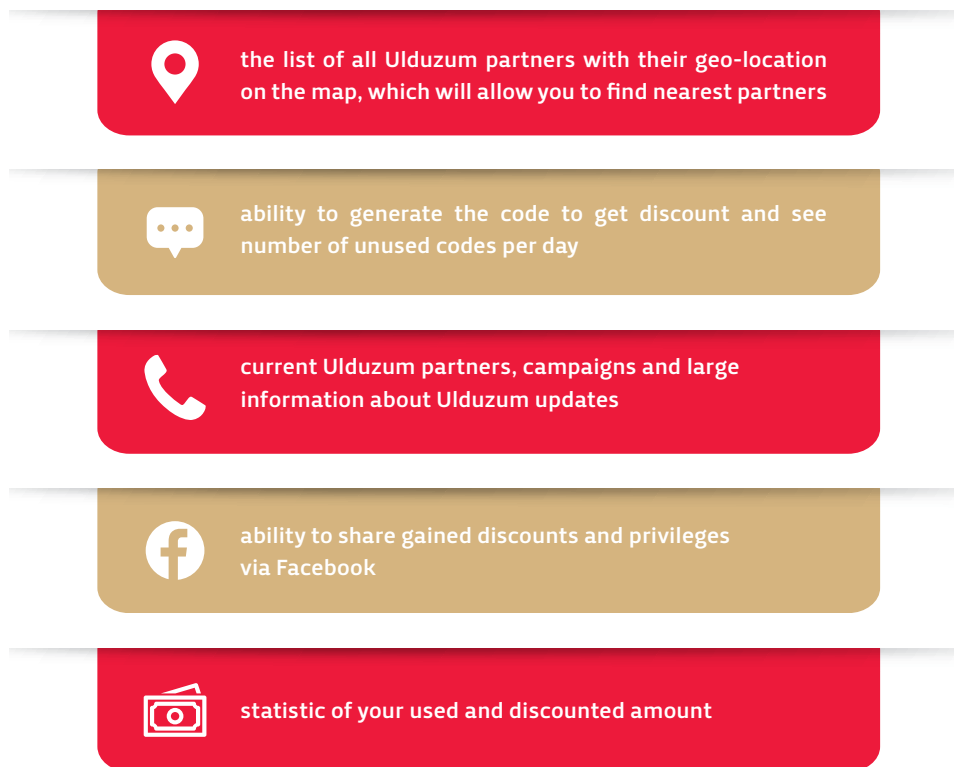 the list of all Ulduzum partners with their geo-location
on the map, which will allow you to find nearest partners
ability to generate the code to get discount and see
number of unused codes per day
current Ulduzum partners, campaigns and large
information about Ulduzum updates
ability to share gained discounts and privileges
via Facebook
statistic of your used and discounted amount